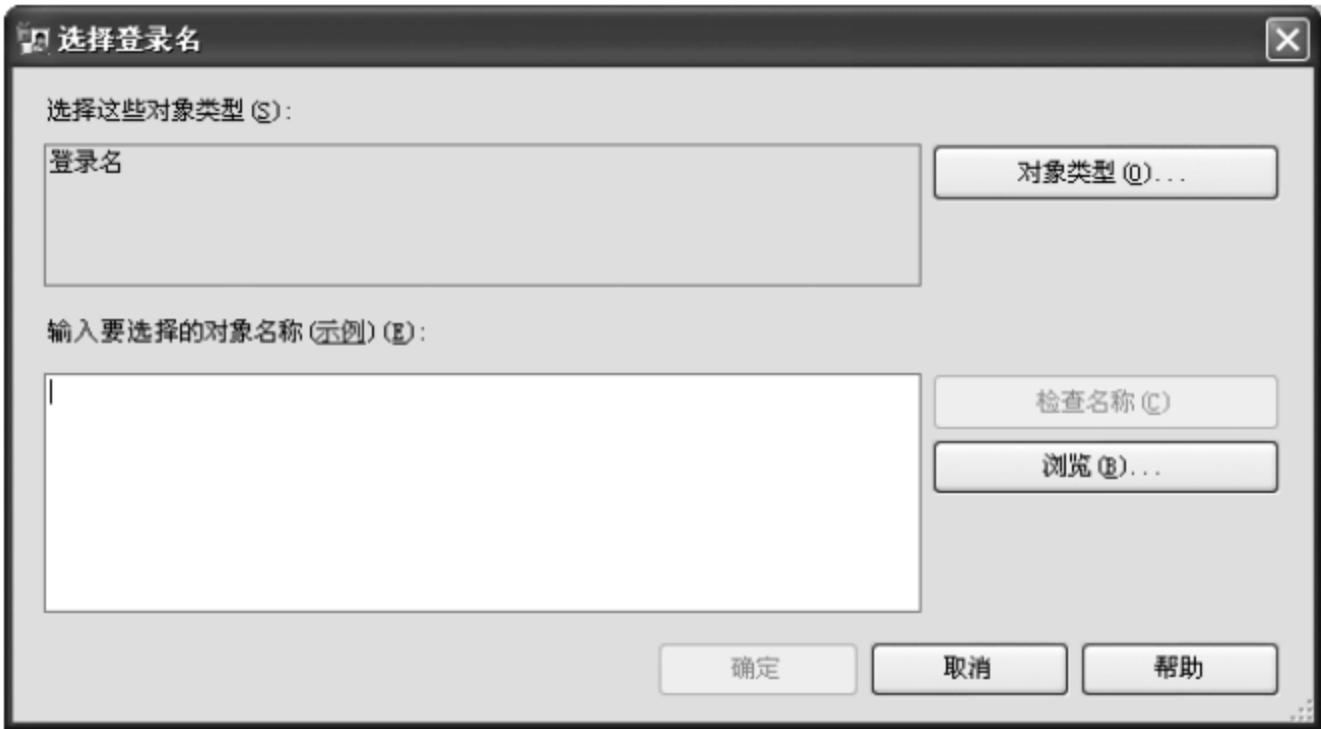 选择登录名
选择这些对象类型(S):
登录名
对象类型(O)...
输入要选择的对象名称(示例)(E):
检查名称(C)
浏览(B)...
确定
取消
帮助